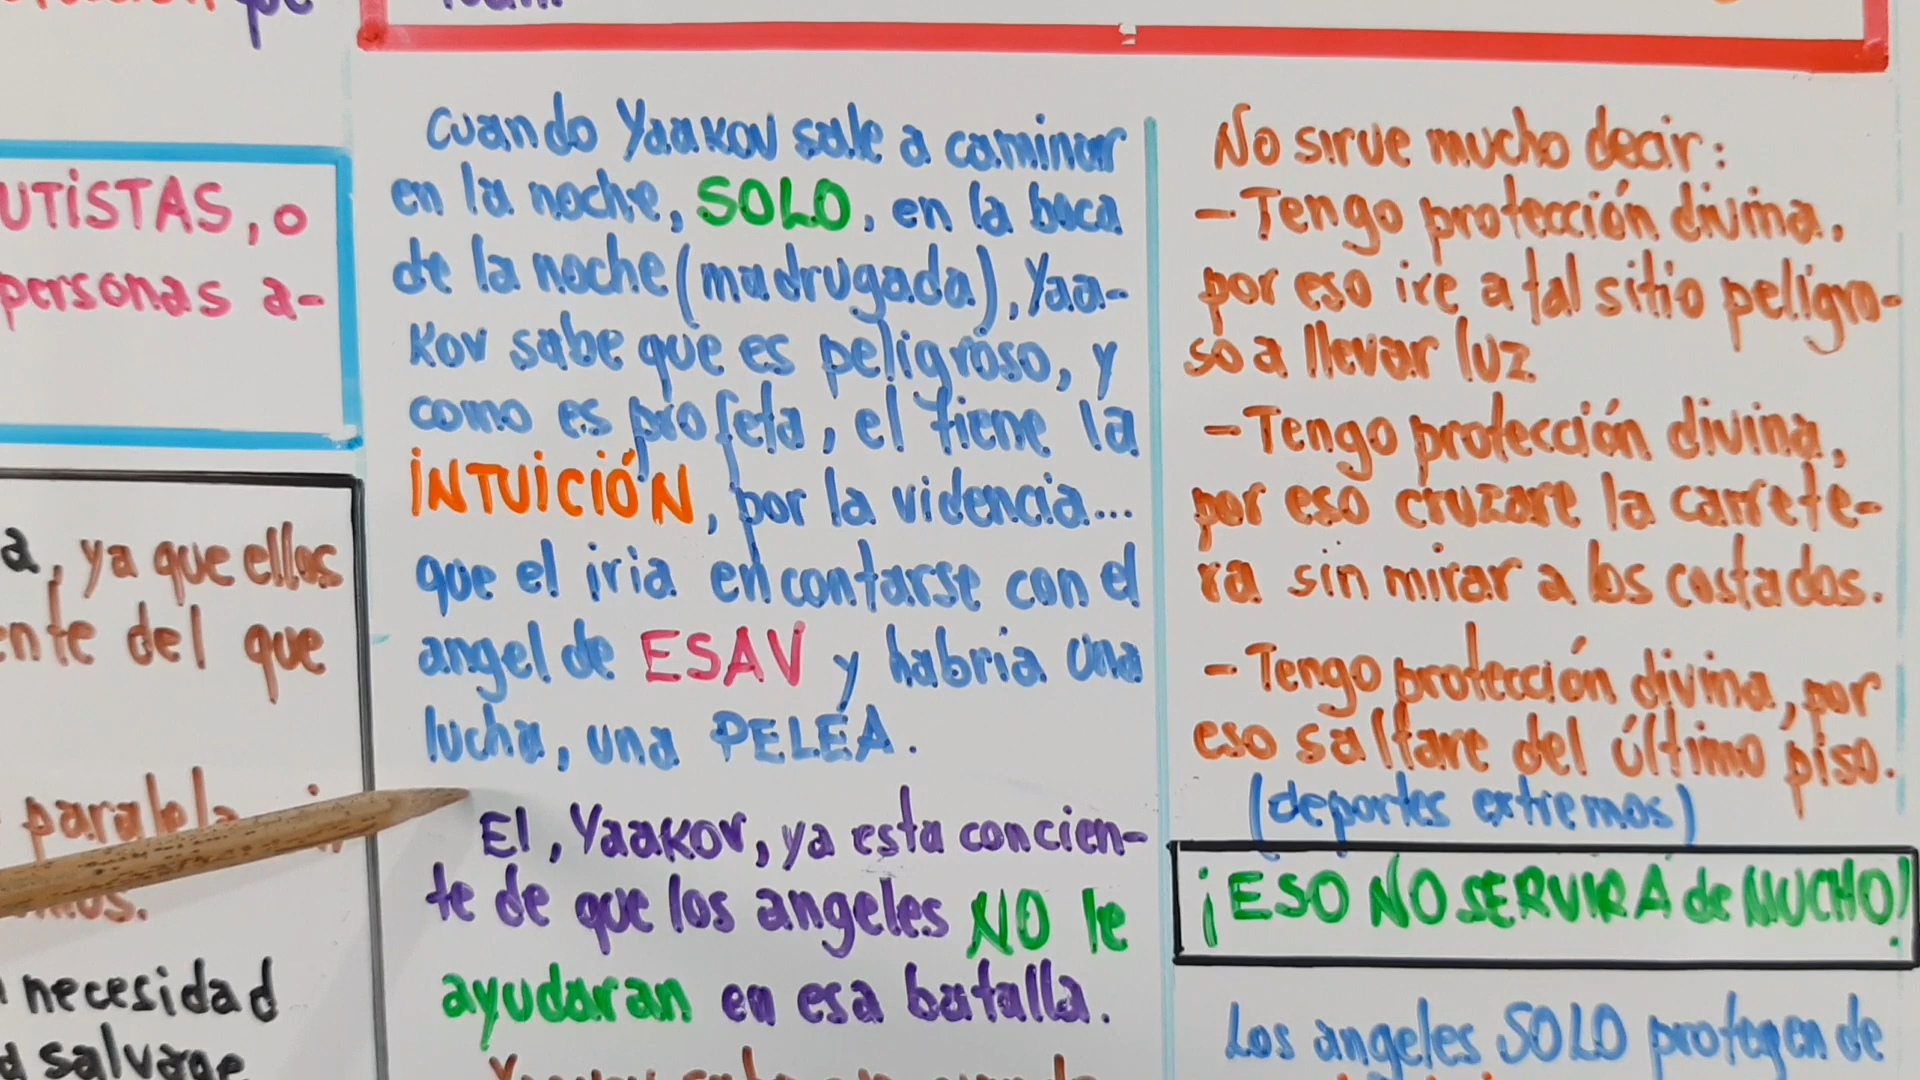 que
UTiSTAS, o
personas a-
a, ya que ellos
ente del que
paralela
necesidad
salvage
cuando Yaakov sale a caminar
en la noche, SOLO, en la boca
de la noche (madrugada), Yaa-
kov sabe que es peligroso, y
como es profeta, el tiene la
iNTUiCIÓN, por la videncia...
que el iria encontarse con el
angel de ESAV y habria una
lucha, una PELEA.
El, Yaakov, ya esta concien-
te de que los angeles NO le
ayudaran en esa batalla.
No sirve mucho decir:
- Tengo protección divina,
por eso ire a tal sitio peligro-
so a llevar luz
- Tengo protección divina,
por eso cruzare la carrete-
ra sin mirar a los costados.
- Tengo protección divina, por
eso saltare del último piso.
(deportes extremos)
¡ESO NO SERVIRA de MUCHO!
Los angeles SOLO protegen de